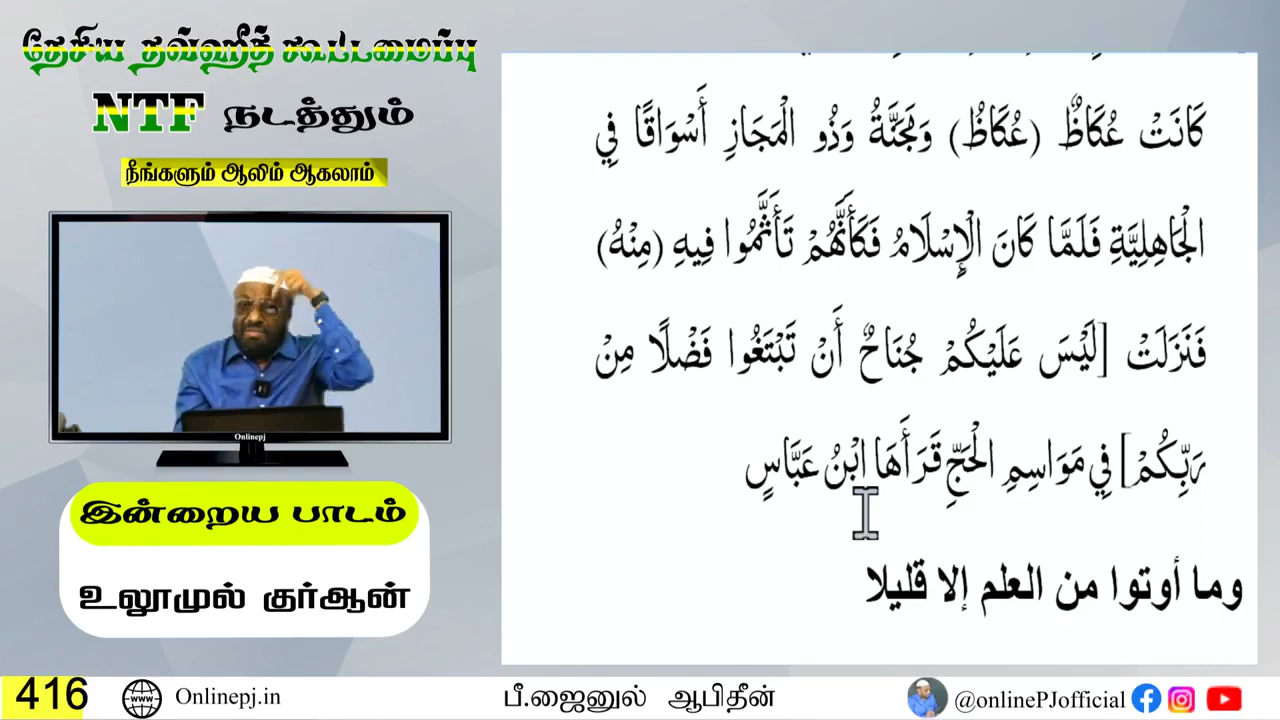 தேசிய தவ்ஹீத் கூட்டமைப்பு
NTF நடத்தும்
நீங்களும் ஆலிம் ஆகலாம்
Onlinepj
இன்றைய பாடம்
உலூமுல் குர்ஆன்
كَانَتْ عُكَاظٌ (عُكَاظُ) وَمَجَنَّةُ وَذُو الْمَجَازِ أَسْوَاقًا فِي
الْجَاهِلِيَّةِ فَلَمَّا كَانَ الْإِسْلَامُ فَكَأَنَّهُمْ تَأَثَّمُوا فِيهِ (مِنْهُ)
فَنَزَلَتْ [لَيْسَ عَلَيْكُمْ جُنَاحٌ أَنْ تَبْتَغُوا فَضْلًا مِنْ
رَبِّكُمْ] فِي مَوَاسِمِ الْحَجِّ قَرَأَهَا ابْنُ عَبَّاسٍ
وما أوتوا من العلم إلا قليلا
416 Onlinepj.in பீ.ஜைனுல் ஆபிதீன் @onlinePJofficial